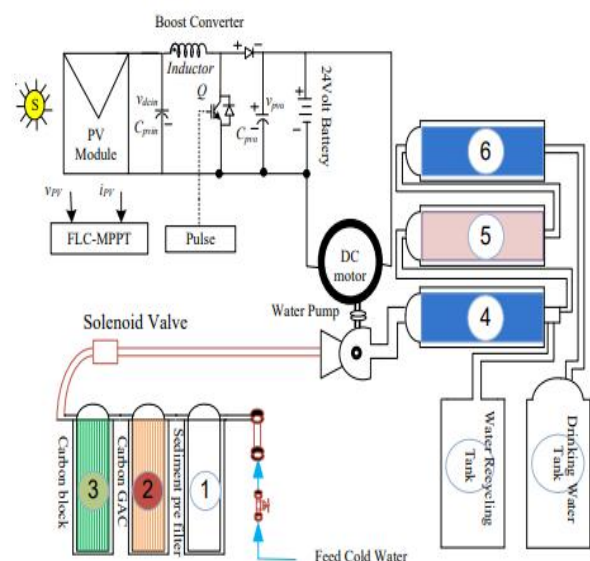 Boost Converter
Inductor
Q
S
PV
Module
vdcin
Cpvin
vpva
Cpva
24Volt Battery
vPV
iPV
FLC-MPPT
Pulse
DC
motor
Water Pump
Solenoid Valve
6
5
4
3
2
1
Carbon block
Carbon GAC
Sediment pre filter
Water Recycling
Tank
Drinking Water
Tank
Feed Cold Water